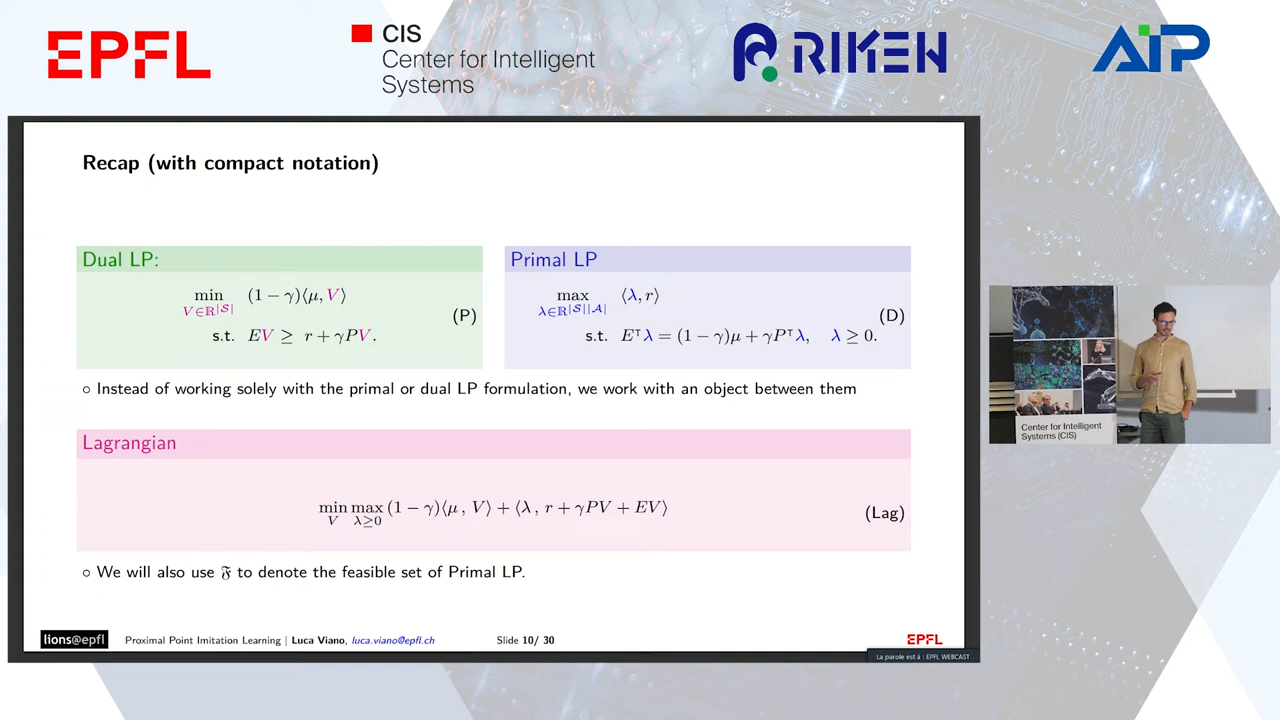 EPFL
CIS
Center for Intelligent
Systems
RIKEN
AIP
Recap (with compact notation)
Dual LP:
min_{V∈ℝ^{|S|}} (1 − γ)⟨μ, V⟩
s.t. EV ≥ r + γPV.
(P)
Primal LP
max_{λ∈ℝ^{|S||A|}} ⟨λ, r⟩
s.t. E^⊤λ = (1 − γ)μ + γP^⊤λ, λ ≥ 0.
(D)
○ Instead of working solely with the primal or dual LP formulation, we work with an object between them
Lagrangian
min_V max_{λ≥0} (1 − γ)⟨μ, V⟩ + ⟨λ, r + γPV + EV⟩
(Lag)
○ We will also use 𝔉 to denote the feasible set of Primal LP.
lions@epfl Proximal Point Imitation Learning | Luca Viano, luca.viano@epfl.ch Slide 10/ 30 EPFL
La parole est à : EPFL WEBCAST
Center for Intelligent
Systems (CIS)